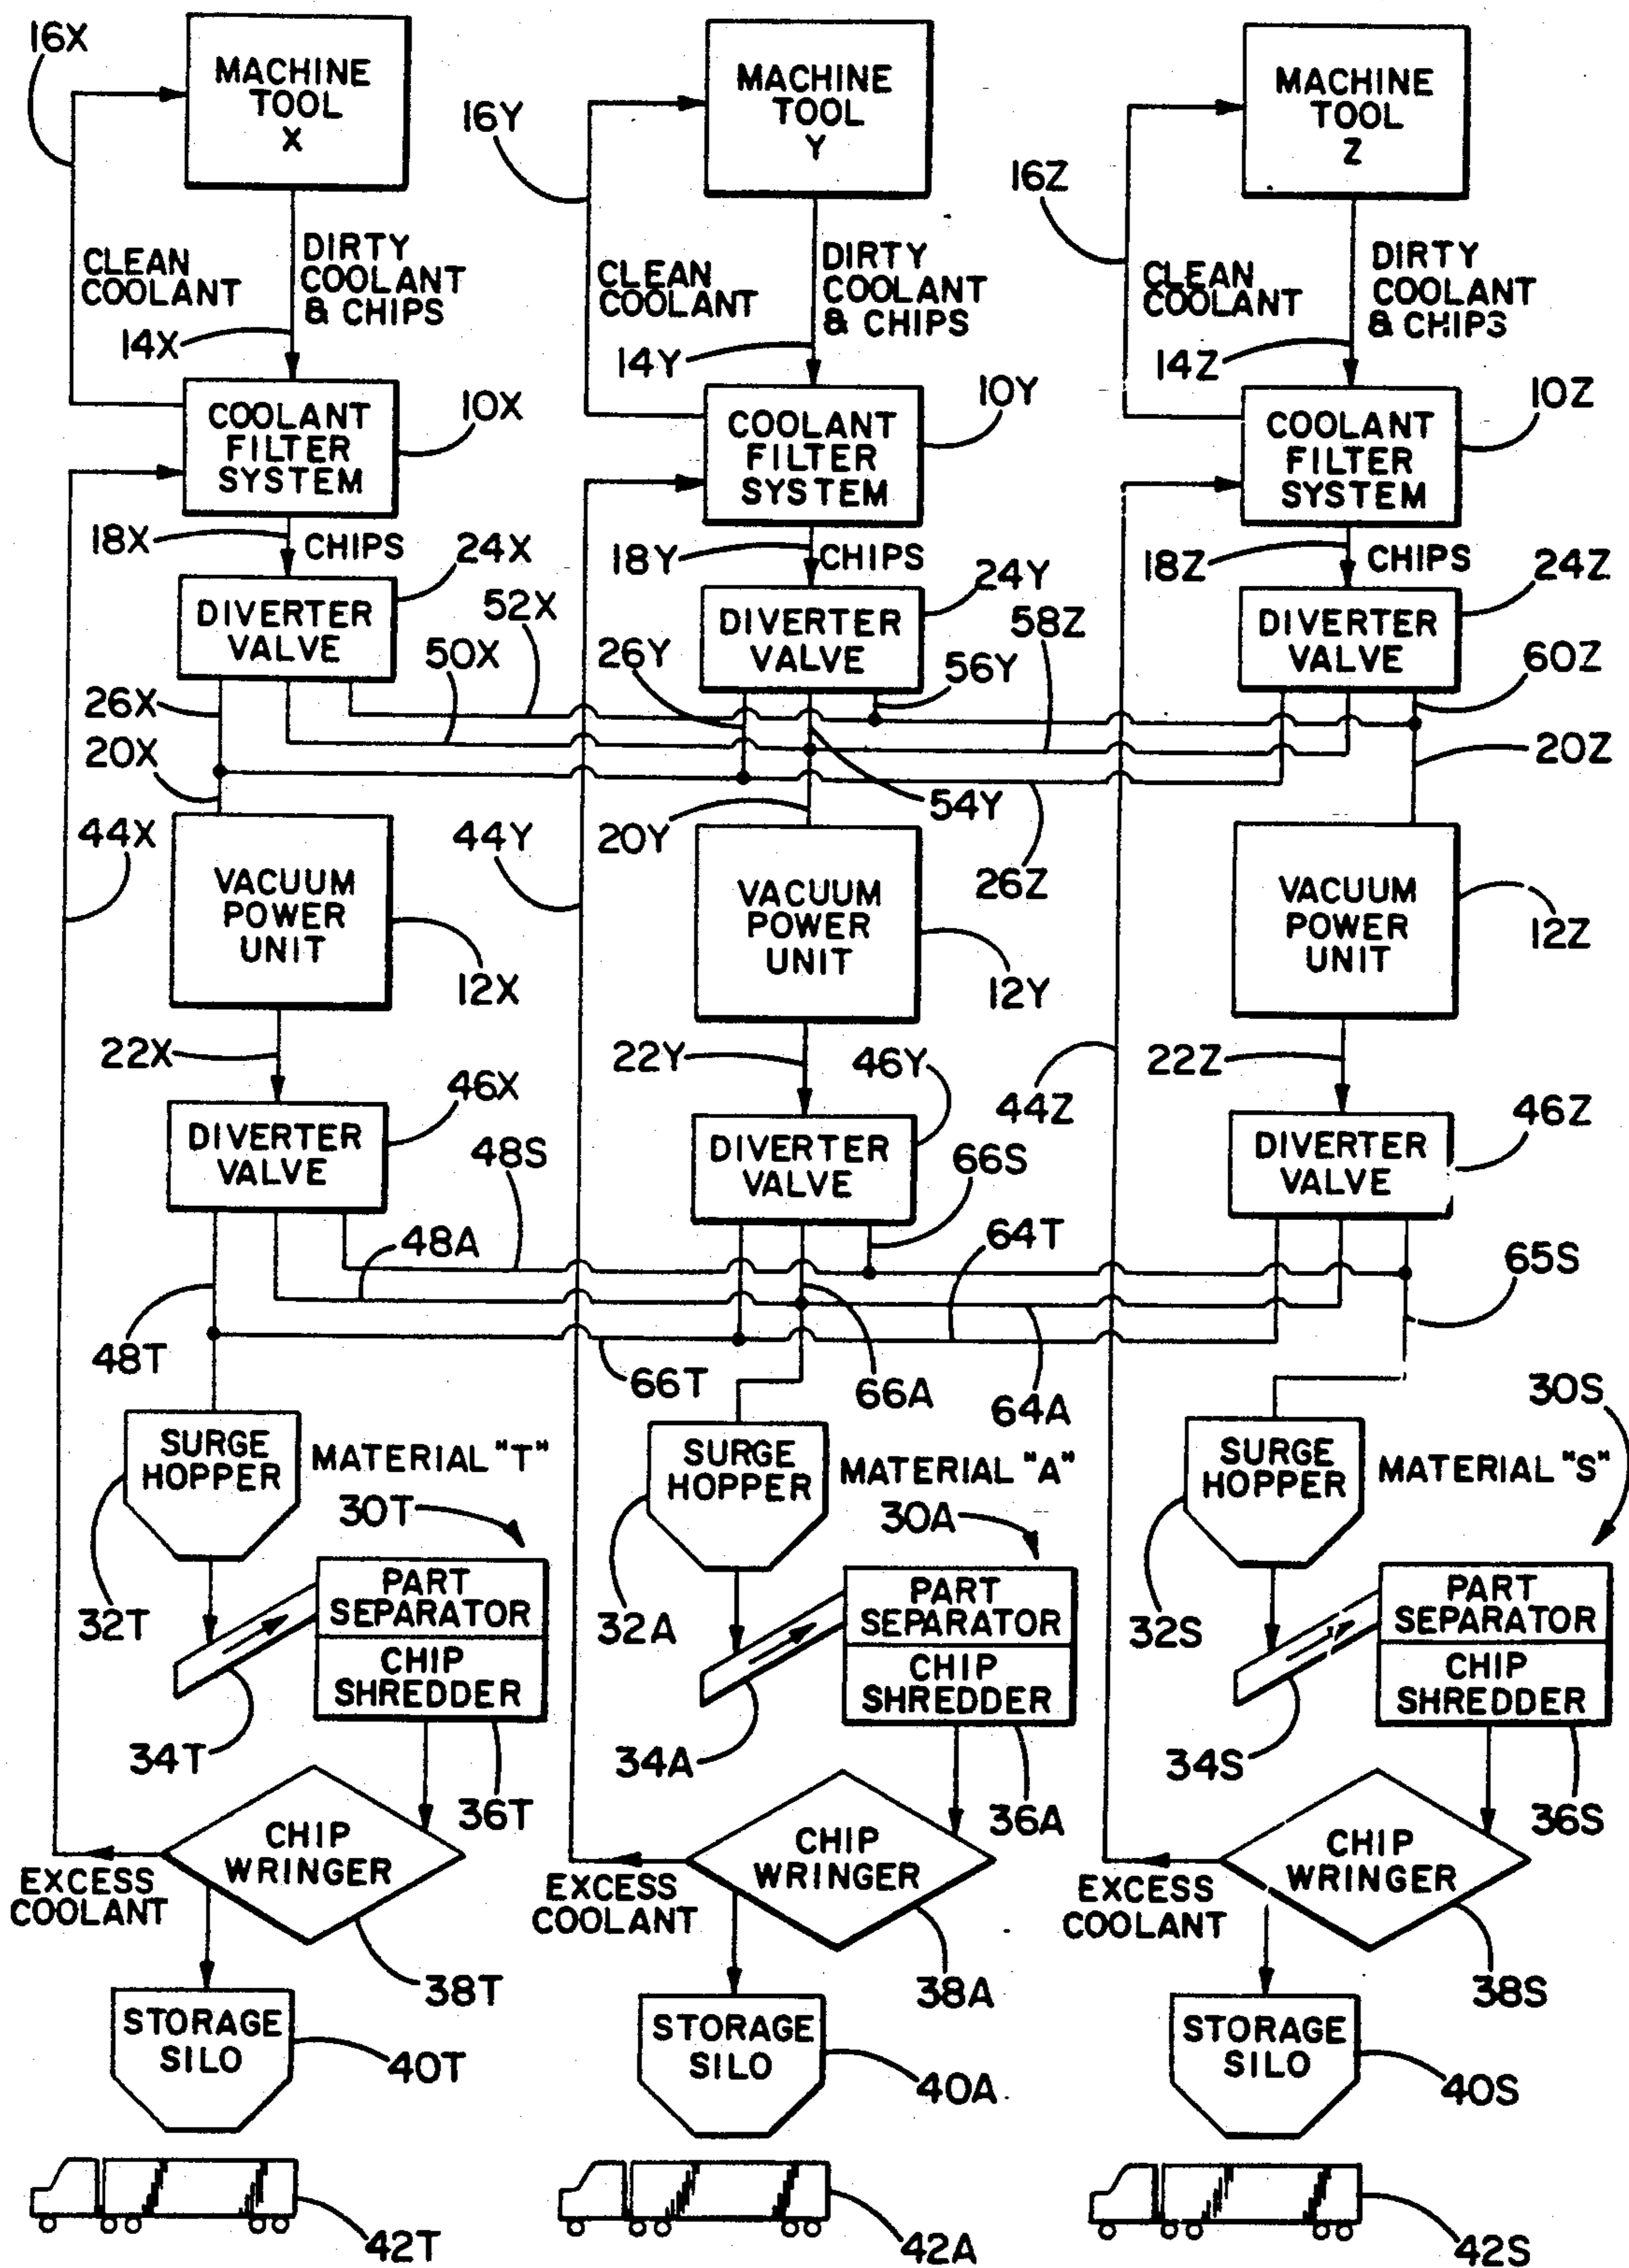 16X
MACHINE
TOOL
X
16Y
MACHINE
TOOL
Y
16Z
MACHINE
TOOL
Z
CLEAN
COOLANT
DIRTY
COOLANT
& CHIPS
14X
CLEAN
COOLANT
DIRTY
COOLANT
& CHIPS
14Y
CLEAN
COOLANT
DIRTY
COOLANT
& CHIPS
14Z
COOLANT
FILTER
SYSTEM
10X
COOLANT
FILTER
SYSTEM
10Y
COOLANT
FILTER
SYSTEM
10Z
18X
CHIPS
18Y
CHIPS
18Z
CHIPS
DIVERTER
VALVE
24X
52X
50X
26X
20X
DIVERTER
VALVE
24Y
58Z
26Y
56Y
54Y
20Y
26Z
DIVERTER
VALVE
24Z
60Z
20Z
44X
VACUUM
POWER
UNIT
12X
44Y
VACUUM
POWER
UNIT
12Y
VACUUM
POWER
UNIT
12Z
22X
22Y
44Z
22Z
DIVERTER
VALVE
46X
48S
48A
48T
DIVERTER
VALVE
46Y
66S
64T
66T
66A
64A
DIVERTER
VALVE
46Z
65S
SURGE
HOPPER
MATERIAL "T"
30T
32T
SURGE
HOPPER
MATERIAL "A"
30A
32A
SURGE
HOPPER
MATERIAL "S"
30S
32S
PART
SEPARATOR
CHIP
SHREDDER
34T
36T
PART
SEPARATOR
CHIP
SHREDDER
34A
36A
PART
SEPARATOR
CHIP
SHREDDER
34S
36S
CHIP
WRINGER
EXCESS
COOLANT
38T
CHIP
WRINGER
EXCESS
COOLANT
38A
CHIP
WRINGER
EXCESS
COOLANT
38S
STORAGE
SILO
40T
STORAGE
SILO
40A
STORAGE
SILO
40S
42T
42A
42S